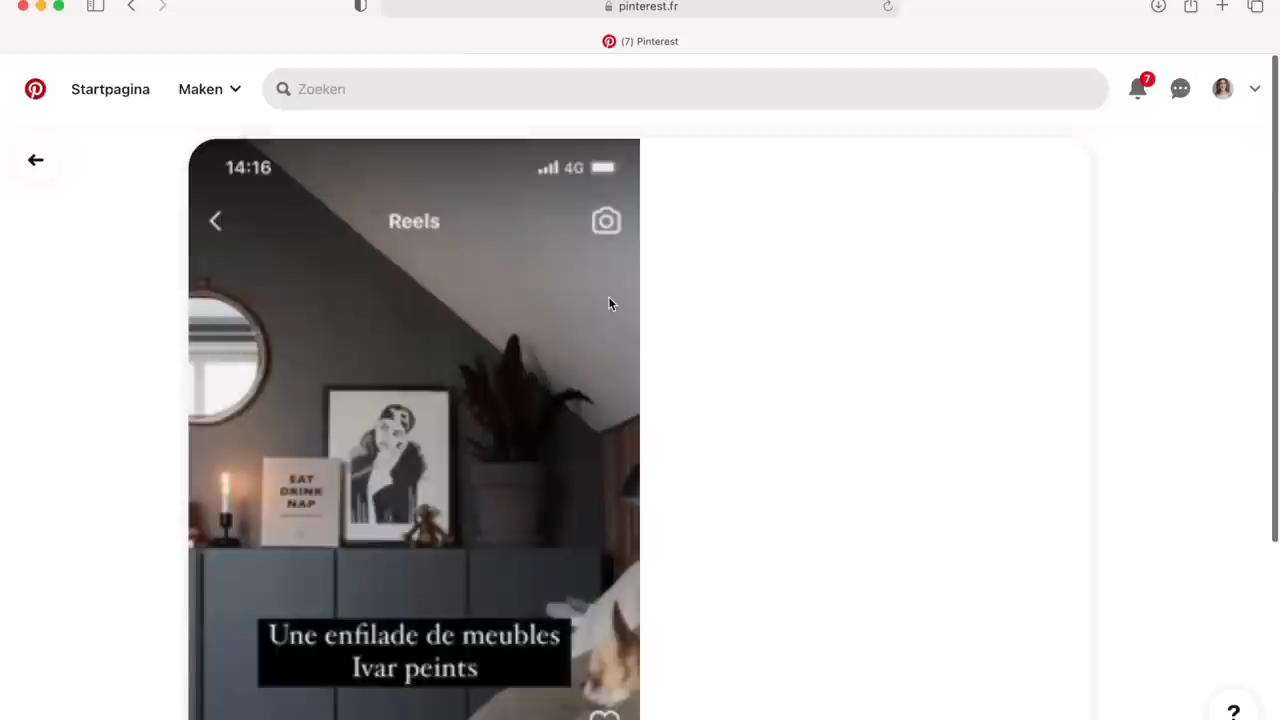 pinterest.fr
(7) Pinterest
Startpagina
Maken
Zoeken
7
14:16
4G
Reels
EAT
DRINK
NAP
Une enfilade de meubles
Ivar peints
?